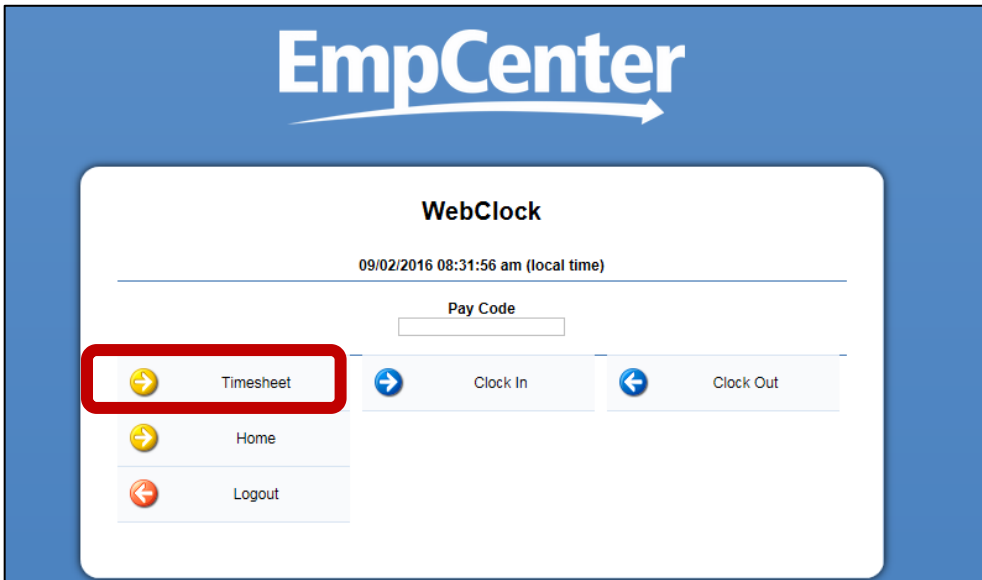 EmpCenter
WebClock
09/02/2016 08:31:56 am (local time)
Pay Code
Timesheet
Clock In
Clock Out
Home
Logout